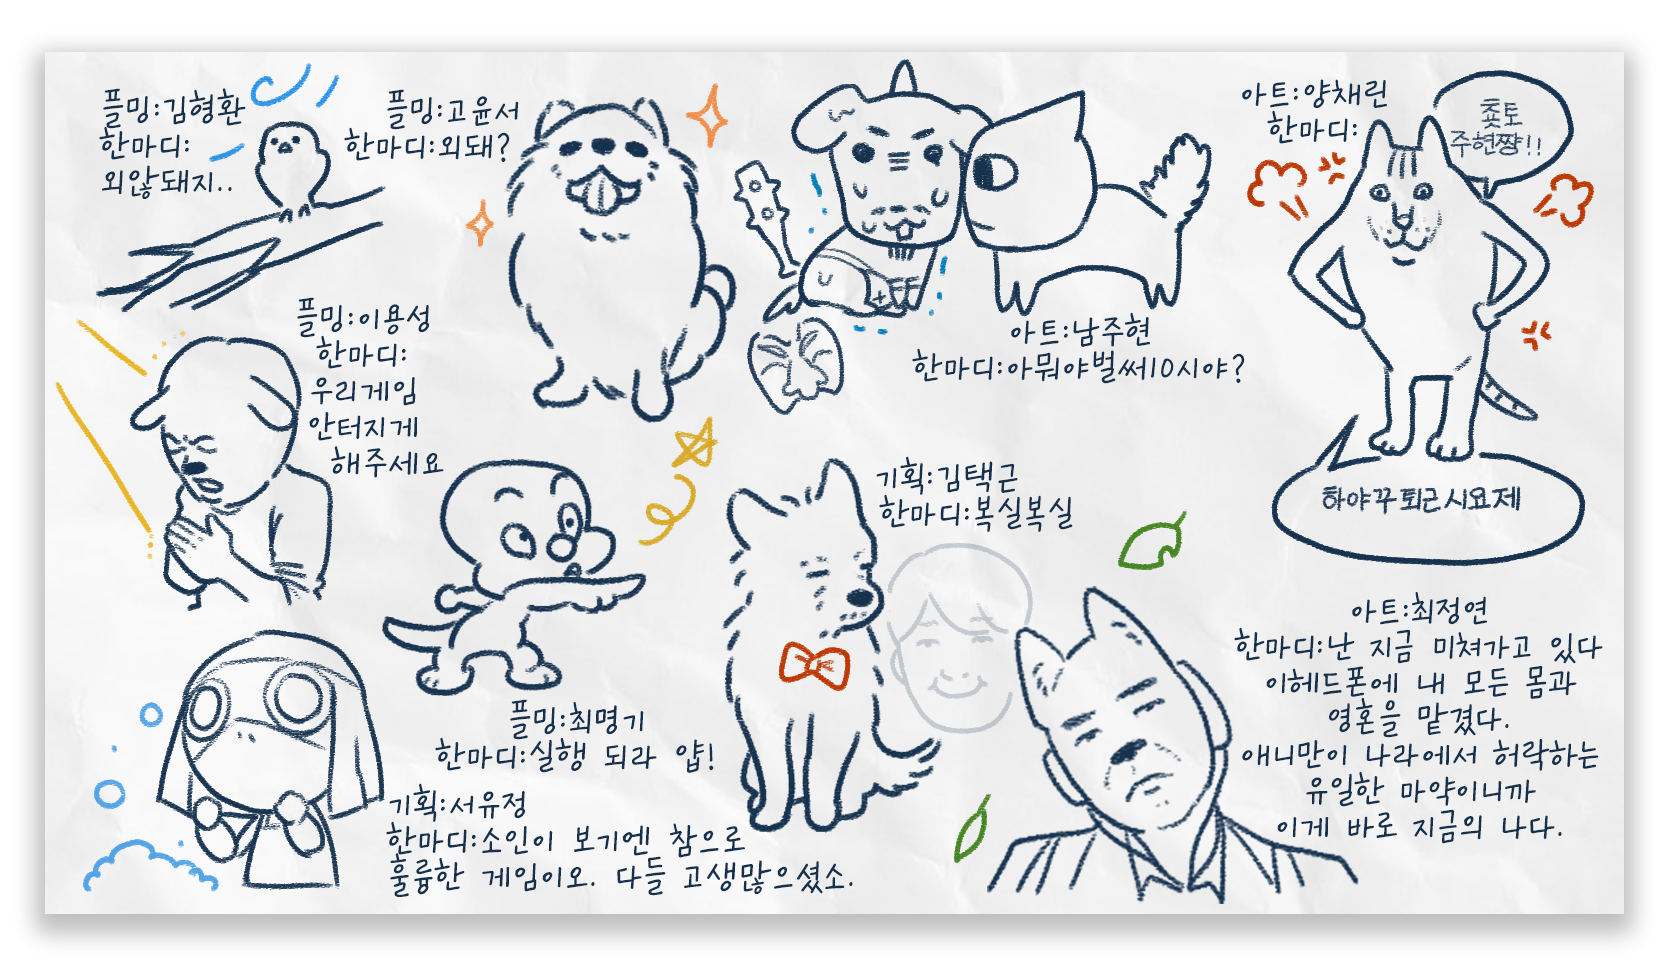 플밍:김형환
한마디:
외않돼지..
플밍:고윤서
한마디:외돼?
아트:남주현
한마디:아뭐야벌써10시야?
아트:양채린
한마디:
춋토
주현쨩!!
하야꾸퇴근시요제
플밍:이용성
한마디:
우리게임
안터지게
해주세요
플밍:최명기
한마디:실행 되라 얍!
기획:김택근
한마디:복실복실
아트:최정연
한마디:난 지금 미쳐가고 있다
이헤드폰에 내 모든 몸과
영혼을 맡겼다.
애니만이 나라에서 허락하는
유일한 마약이니까
이게 바로 지금의 나다.
기획:서유정
한마디:소인이 보기엔 참으로
훌륭한 게임이오. 다들 고생많으셨소.